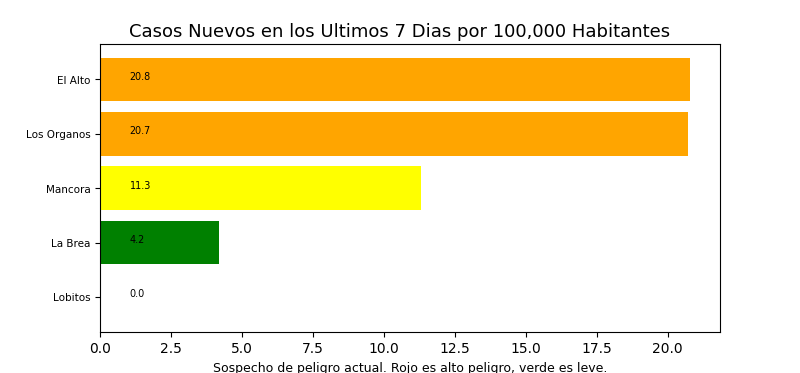 Casos Nuevos en los Ultimos 7 Dias por 100,000 Habitantes
El Alto 20.8
Los Organos 20.7
Mancora 11.3
La Brea 4.2
Lobitos 0.0
0.0 2.5 5.0 7.5 10.0 12.5 15.0 17.5 20.0
Sospecho de peligro actual. Rojo es alto peligro, verde es leve.